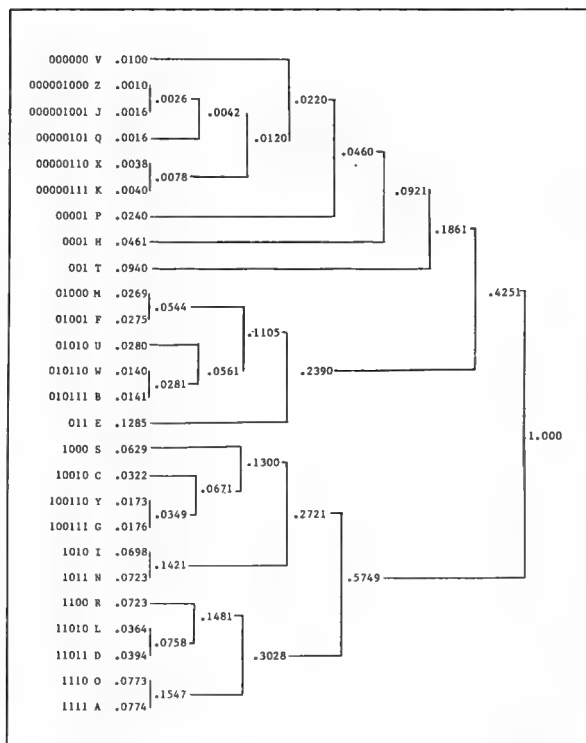 000000 V .0100
.0220
000001000 Z .0010
.0026
.0042
000001001 J .0016
00000101 Q .0016
.0120
.0460
00000110 X .0038
.0078
00000111 K .0040
.0921
00001 P .0240
.1861
0001 H .0461
001 T .0940
01000 M .0269
.0544
.4251
01001 F .0275
.1105
01010 U .0280
.0561
010110 W .0140
.0281
.2390
010111 B .0141
011 E .1285
1.000
1000 S .0629
.1300
10010 C .0322
.0671
100110 Y .0173
.0349
.2721
100111 G .0176
1010 I .0698
.1421
1011 N .0723
.5749
1100 R .0723
.1481
11010 L .0364
.0758
11011 D .0394
.3028
1110 O .0773
.1547
1111 A .0774